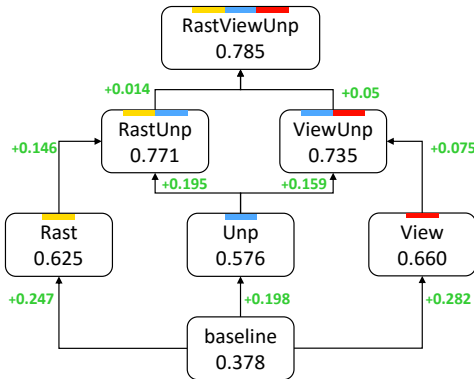 RastViewUnp
0.785
+0.014
+0.05
RastUnp
0.771
ViewUnp
0.735
+0.146
+0.075
+0.195
+0.159
Rast
0.625
Unp
0.576
View
0.660
+0.247
+0.198
+0.282
baseline
0.378